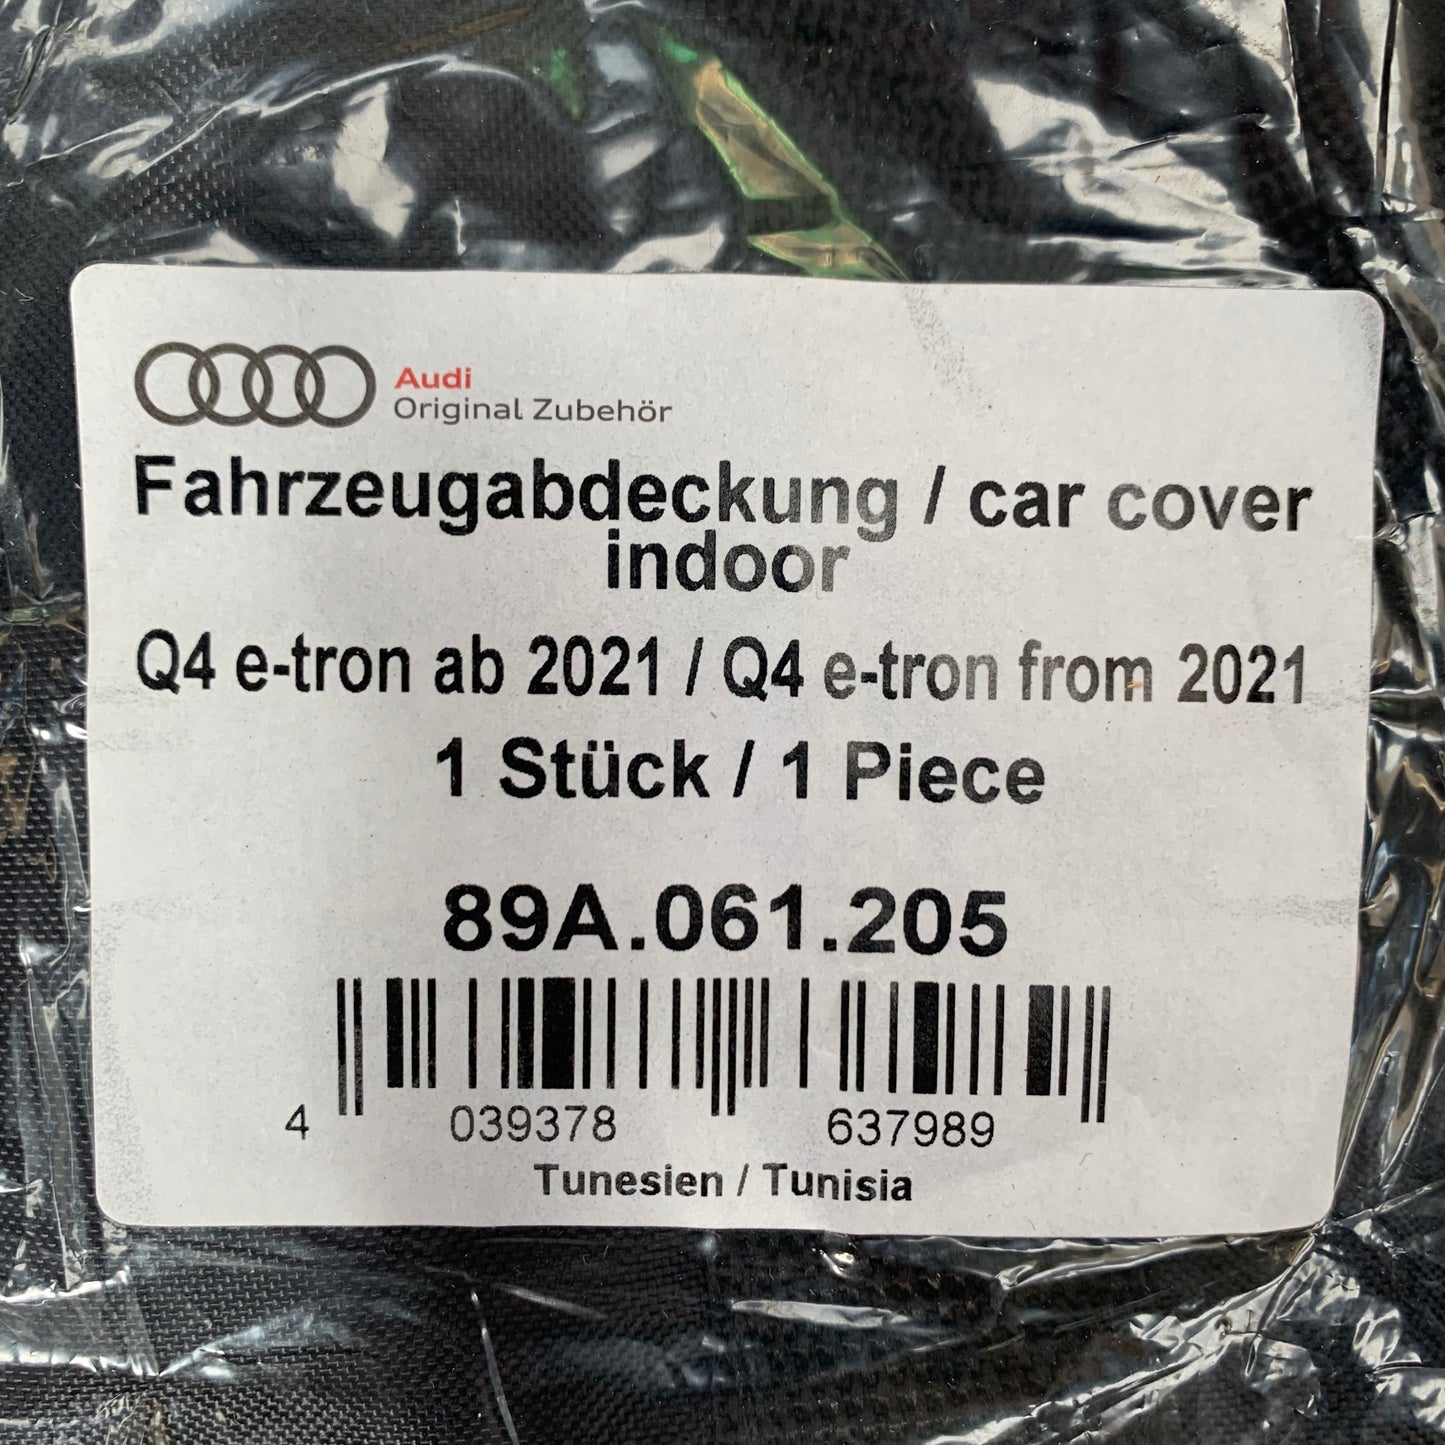 Audi
Original Zubehör
Fahrzeugabdeckung / car cover
indoor
Q4 e-tron ab 2021 / Q4 e-tron from 2021
1 Stück / 1 Piece
89A.061.205
4 039378 637989
Tunesien / Tunisia